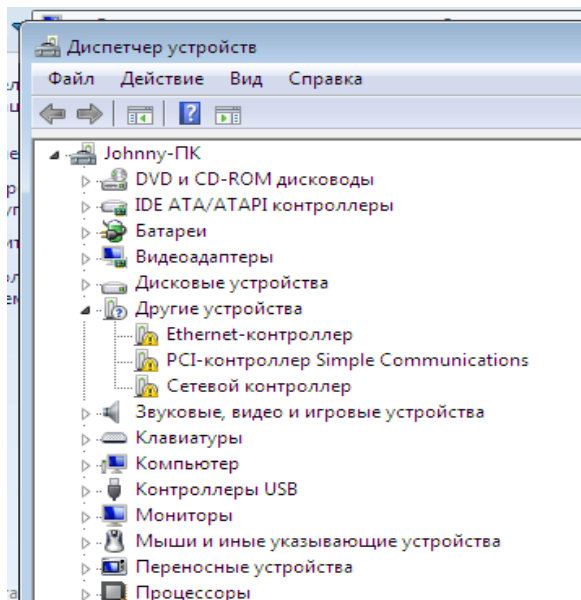 Диспетчер устройств
Файл Действие Вид Справка
Johnny-ПК
DVD и CD-ROM дисководы
IDE ATA/ATAPI контроллеры
Батареи
Видеоадаптеры
Дисковые устройства
Другие устройства
Ethernet-контроллер
PCI-контроллер Simple Communications
Сетевой контроллер
Звуковые, видео и игровые устройства
Клавиатуры
Компьютер
Контроллеры USB
Мониторы
Мыши и иные указывающие устройства
Переносные устройства
Процессоры